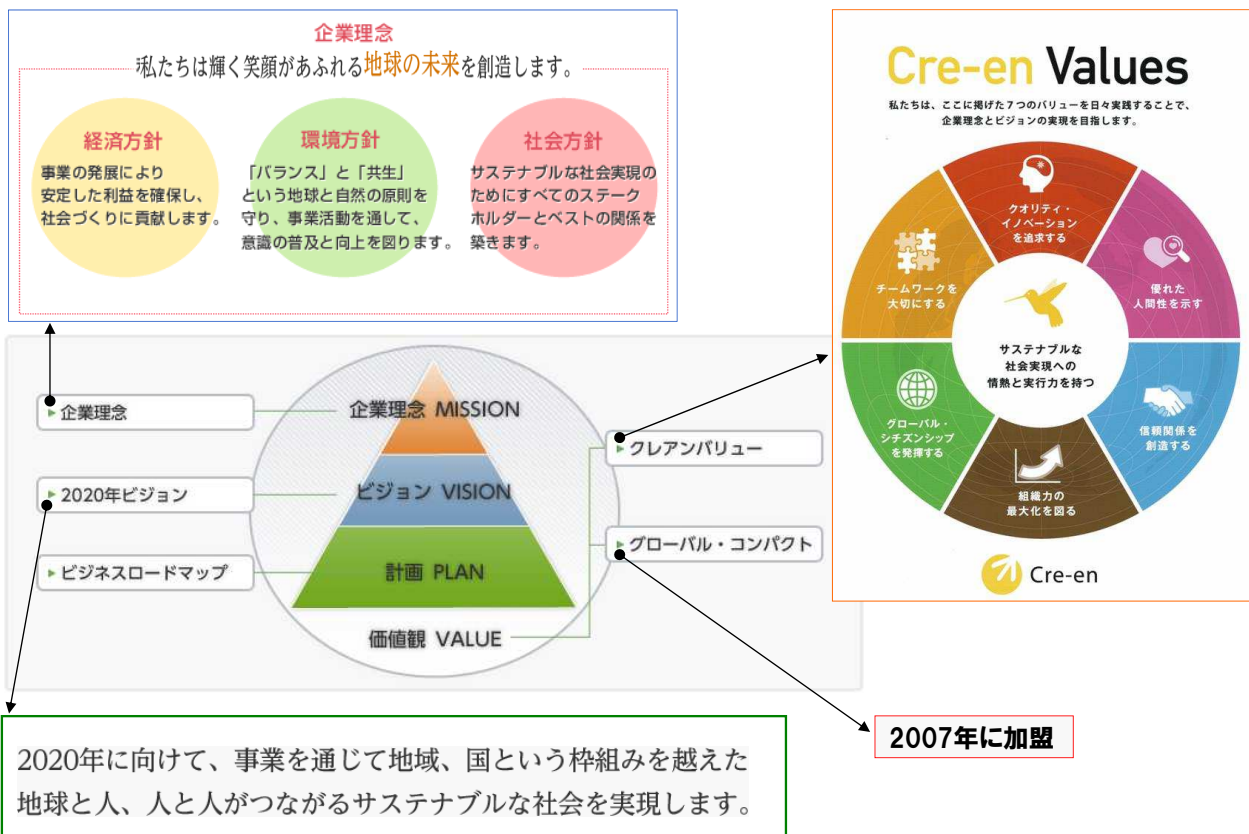 企業理念
私たちは輝く笑顔があふれる地球の未来を創造します。
経済方針
事業の発展により
安定した利益を確保し、
社会づくりに貢献します。
環境方針
「バランス」と「共生」
という地球と自然の原則を
守り、事業活動を通して、
意識の普及と向上を図ります。
社会方針
サステナブルな社会実現の
ためにすべてのステーク
ホルダーとベストの関係を
築きます。
Cre-en Values
私たちは、ここに掲げた7つのバリューを日々実践することで、
企業理念とビジョンの実現を目指します。
クオリティ・
イノベーション
を追求する
優れた
人間性を示す
信頼関係を
創造する
組織力の
最大化を図る
グローバル・
シチズンシップ
を発揮する
チームワークを
大切にする
サステナブルな
社会実現への
情熱と実行力を持つ
Cre-en
企業理念
2020年ビジョン
ビジネスロードマップ
企業理念 MISSION
ビジョン VISION
計画 PLAN
価値観 VALUE
クレアンバリュー
グローバル・コンパクト
2007年に加盟
2020年に向けて、事業を通じて地域、国という枠組みを越えた
地球と人、人と人がつながるサステナブルな社会を実現します。